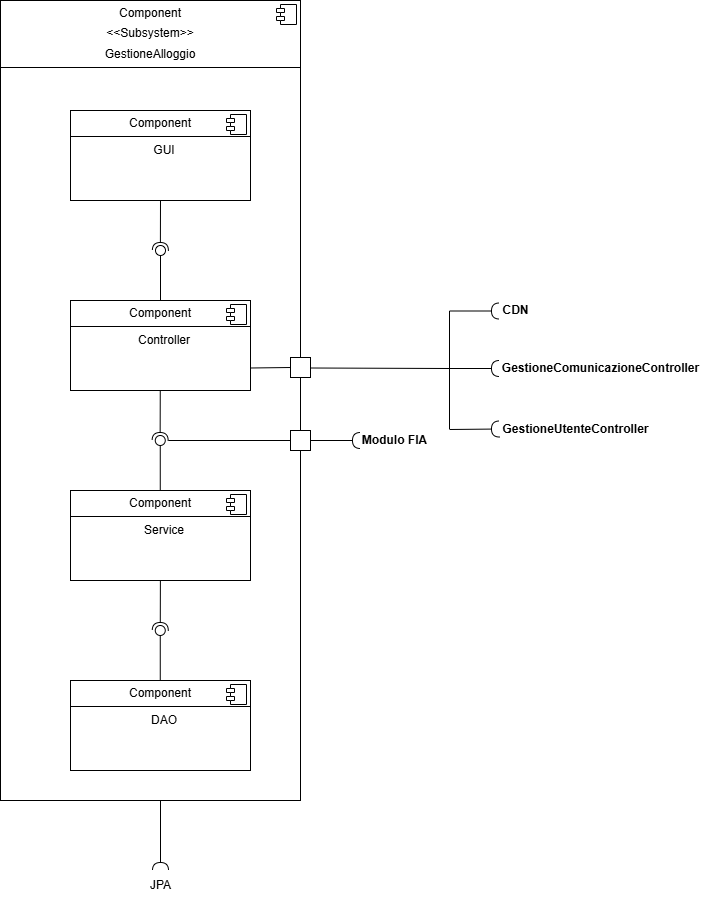 Component
<<Subsystem>>
GestioneAlloggio
Component
GUI
Component
Controller
CDN
GestioneComunicazioneController
GestioneUtenteController
Modulo FIA
Component
Service
Component
DAO
JPA